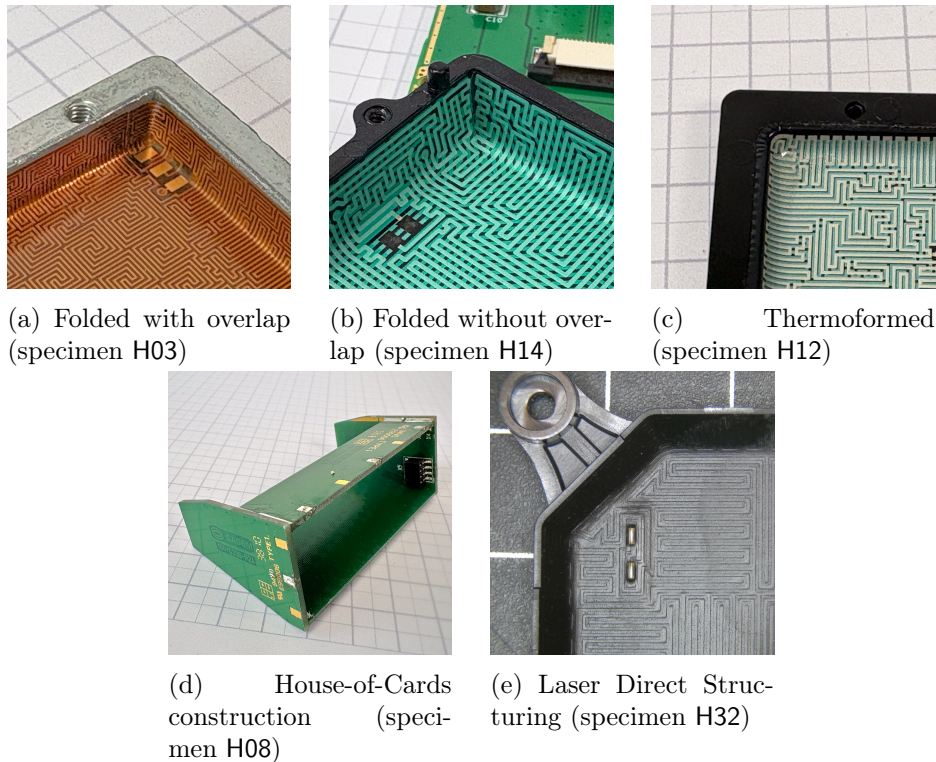 C10
(a) Folded with overlap
(specimen H03)
(b) Folded without over-
lap (specimen H14)
(c) Thermoformed
(specimen H12)
(d) House-of-Cards
construction (speci-
men H08)
(e) Laser Direct Struc-
turing (specimen H32)